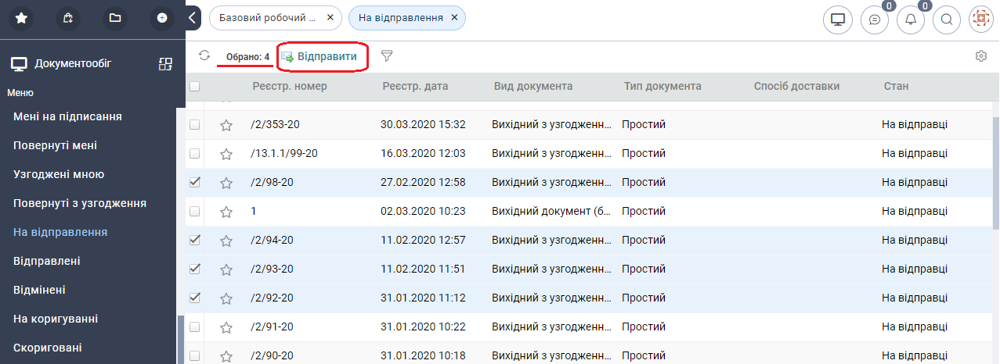 Базовий робочий ... ×
На відправлення ×
0
0
Обрано: 4
Відправити
Документообіг
Меню
Мені на підписання
Повернуті мені
Узгоджені мною
Повернуті з узгодження
На відправлення
Відправлені
Відмінені
На коригуванні
Скориговані
Реєстр. номер Реєстр. дата Вид документа Тип документа Спосіб доставки Стан
/2/353-20 30.03.2020 15:32 Вихідний з узгодженн... Простий На відправці
/13.1.1/99-20 16.03.2020 12:03 Вихідний з узгодженн... Простий На відправці
/2/98-20 27.02.2020 12:58 Вихідний з узгодженн... Простий На відправці
1 02.03.2020 10:23 Вихідний документ (б... Простий На відправці
/2/94-20 11.02.2020 12:57 Вихідний з узгодженн... Простий На відправці
/2/93-20 11.02.2020 11:51 Вихідний з узгодженн... Простий На відправці
/2/92-20 31.01.2020 11:12 Вихідний з узгодженн... Простий На відправці
/2/91-20 31.01.2020 10:22 Вихідний з узгодженн... Простий На відправці
/2/90-20 31.01.2020 10:18 Вихідний з узгодженн... Простий На відправці